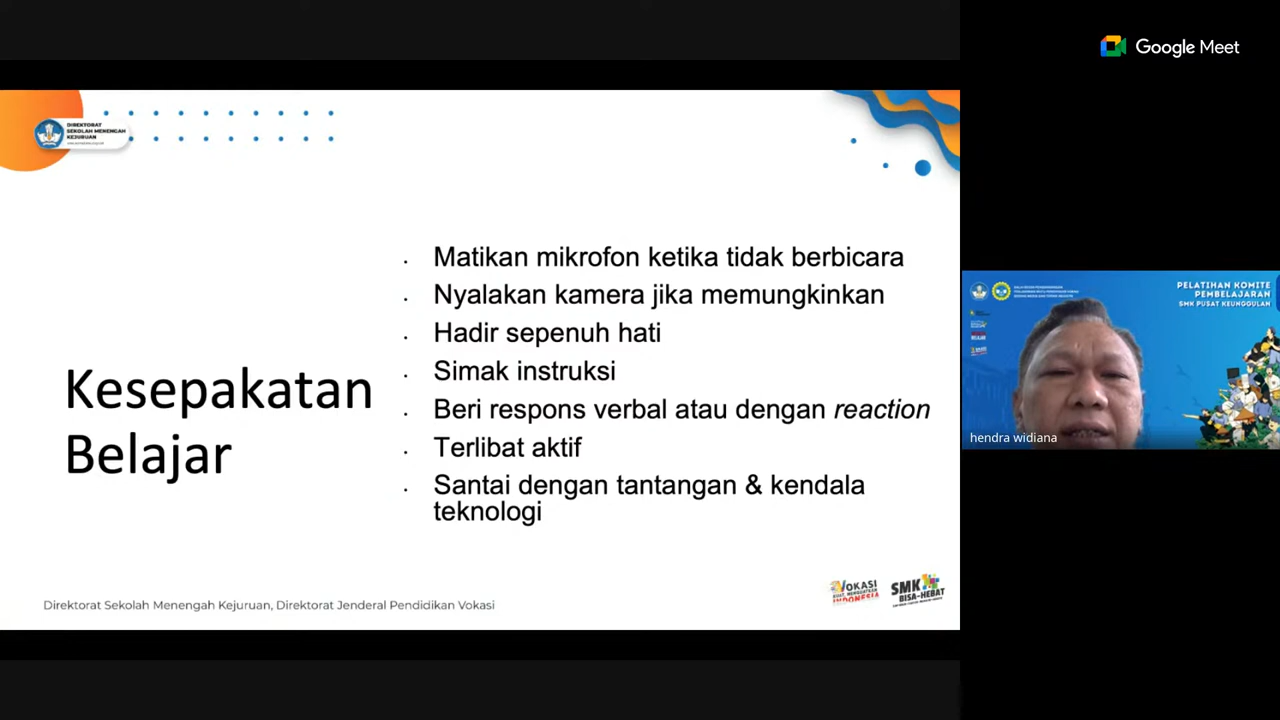 Google Meet
DIREKTORAT
SEKOLAH MENENGAH
KEJURUAN
Matikan mikrofon ketika tidak berbicara
Nyalakan kamera jika memungkinkan
Hadir sepenuh hati
Simak instruksi
Beri respons verbal atau dengan reaction
Terlibat aktif
Santai dengan tantangan & kendala
teknologi
Kesepakatan
Belajar
PELATIHAN KOMITE
PEMBELAJARAN
SMK PUSAT KEUNGGULAN
hendra widiana
VOKASI
INDONESIA
SMK
BISA-HEBAT
Direktorat Sekolah Menengah Kejuruan, Direktorat Jenderal Pendidikan Vokasi